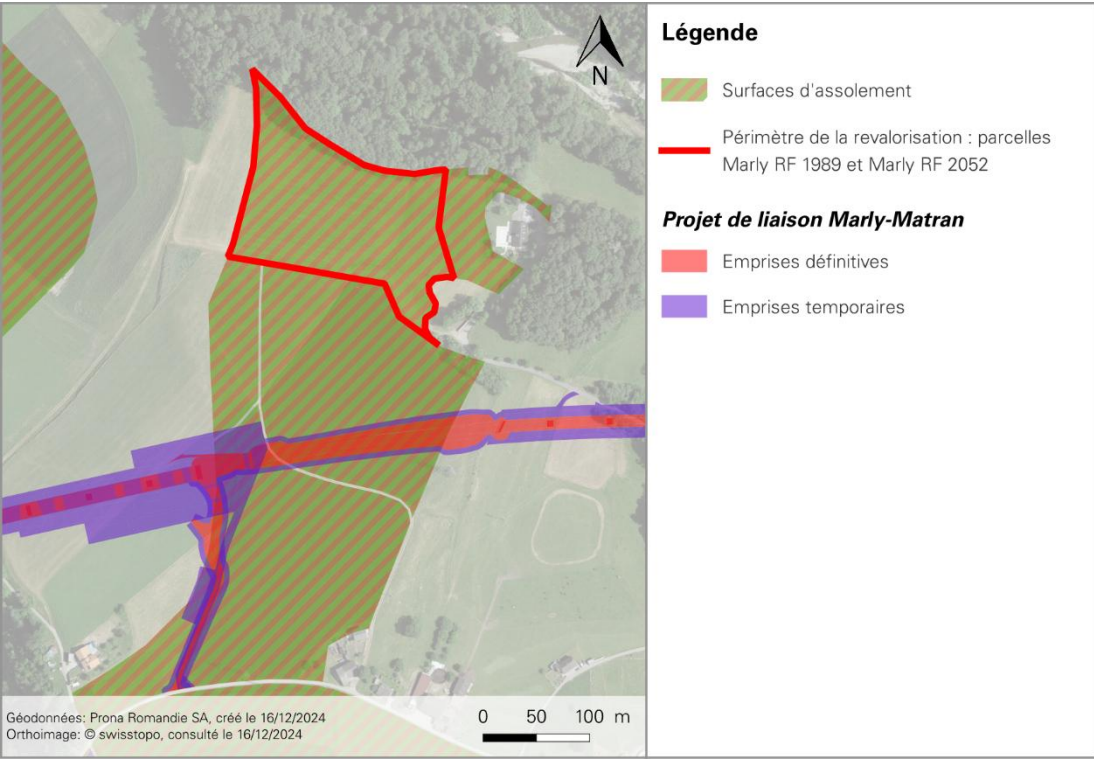 N
Géodonnées: Prona Romandie SA, créé le 16/12/2024
Orthoimage: © swisstopo, consulté le 16/12/2024
0 50 100 m
Légende
Surfaces d'assolement
Périmètre de la revalorisation : parcelles
Marly RF 1989 et Marly RF 2052
Projet de liaison Marly-Matran
Emprises définitives
Emprises temporaires